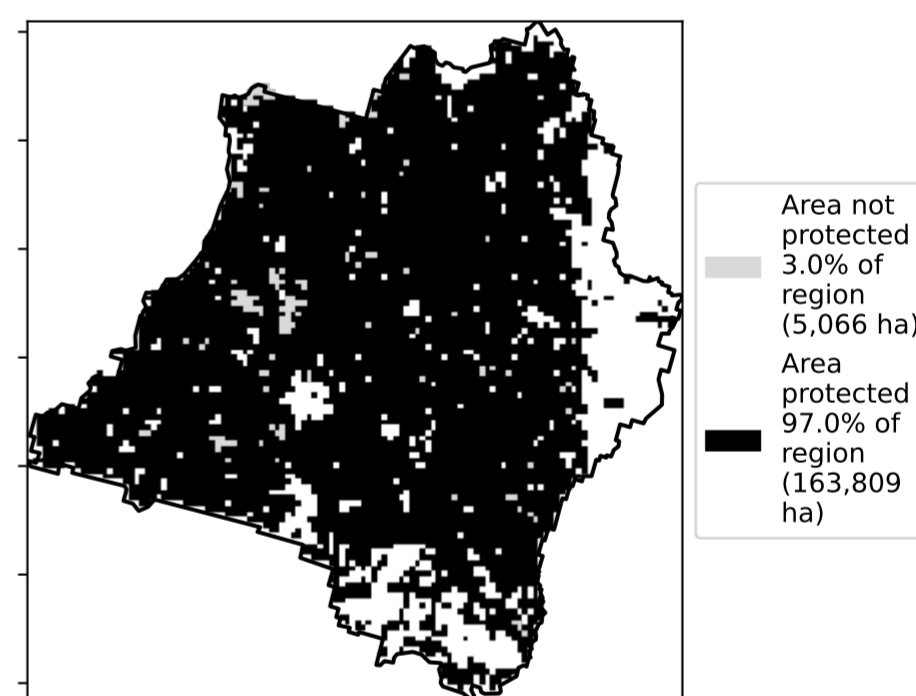 Area not
protected
3.0% of
region
(5,066 ha)
Area
protected
97.0% of
region
(163,809
ha)